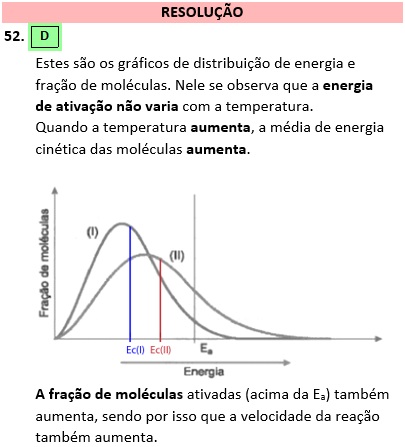 RESOLUÇÃO
52. D
Estes são os gráficos de distribuição de energia e
fração de moléculas. Nele se observa que a energia
de ativação não varia com a temperatura.
Quando a temperatura aumenta, a média de energia
cinética das moléculas aumenta.
Fração de moléculas
(I)
(II)
Ec(I) Ec(II) Ea
Energia
A fração de moléculas ativadas (acima da Ea) também
aumenta, sendo por isso que a velocidade da reação
também aumenta.